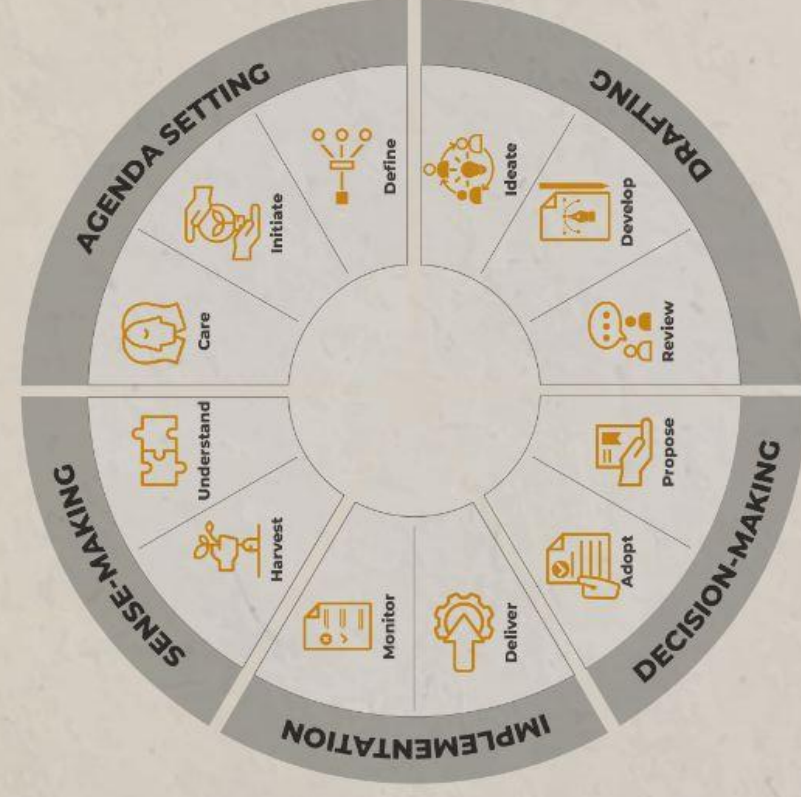 AGENDA SETTING
Care
Initiate
Define
DRAFTING
Ideate
Develop
Review
DECISION-MAKING
Propose
Adopt
IMPLEMENTATION
Deliver
Monitor
SENSE-MAKING
Harvest
Understand